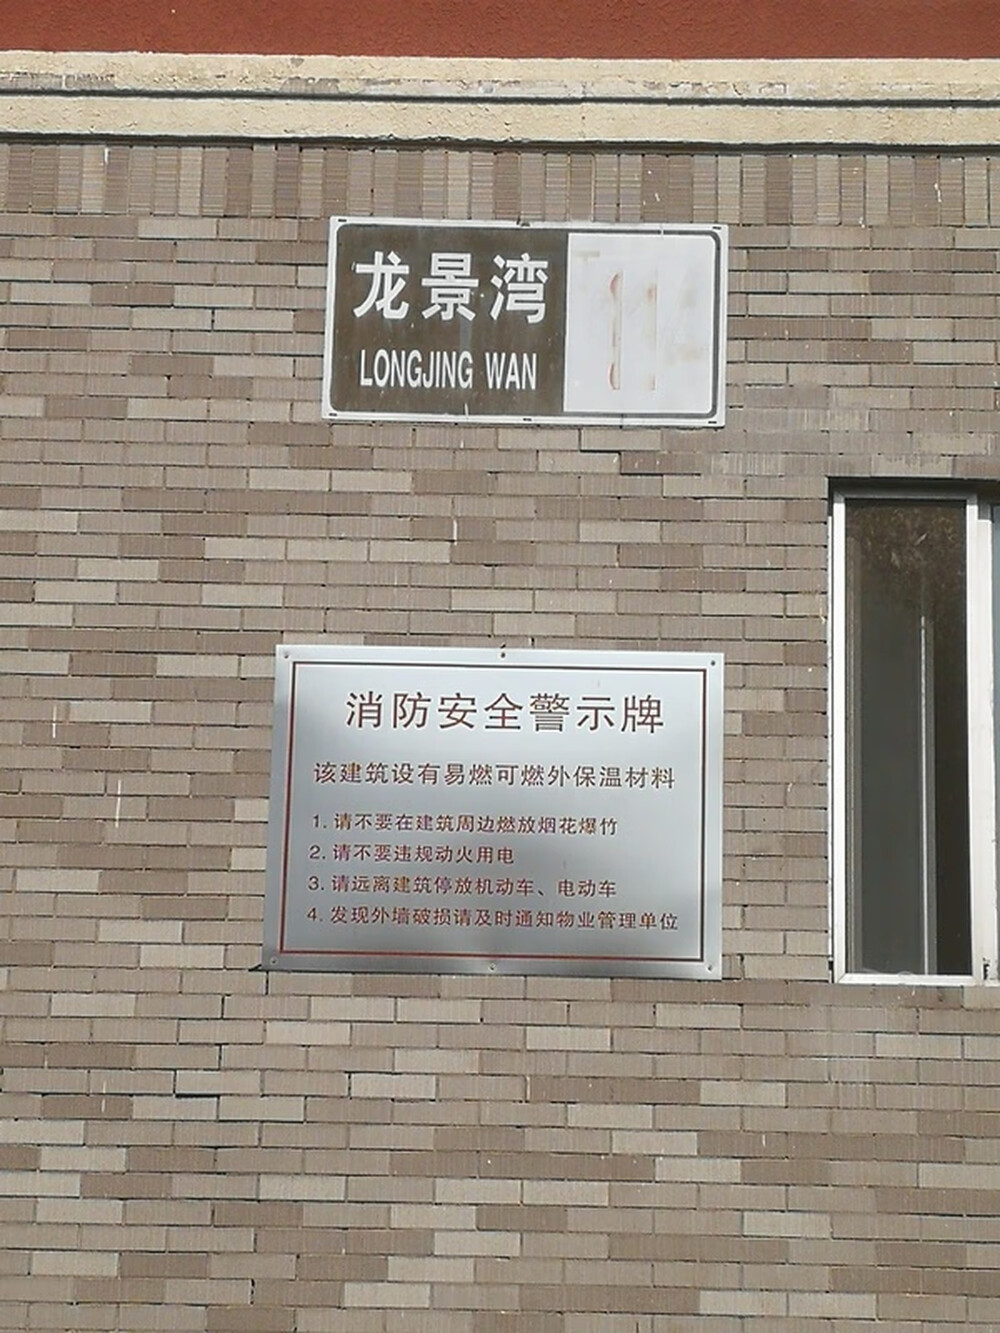 龙景湾
LONGJING WAN
消防安全警示牌
该建筑设有易燃可燃外保温材料
1. 请不要在建筑周边燃放烟花爆竹
2. 请不要违规动火用电
3. 请远离建筑停放机动车、电动车
4. 发现外墙破损请及时通知物业管理单位